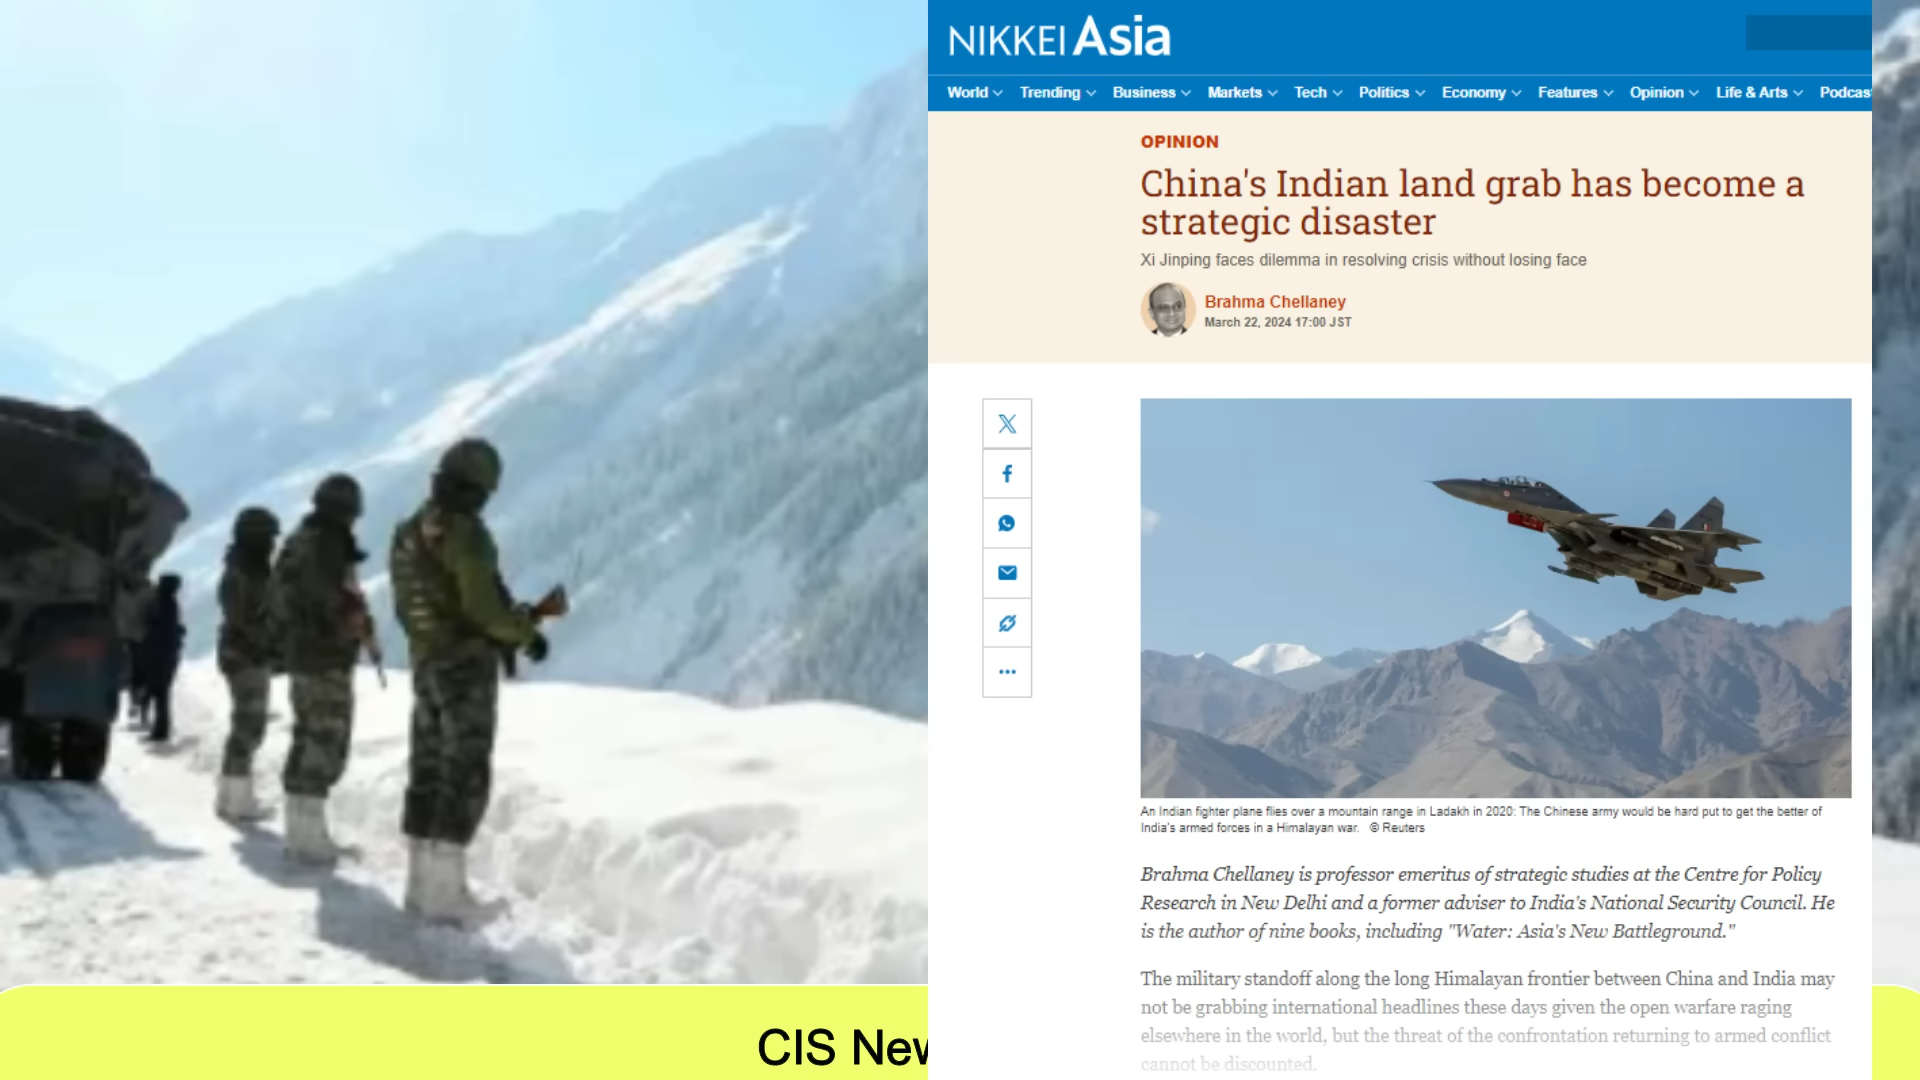 NIKKEI Asia
World Trending Business Markets Tech Politics Economy Features Opinion Life & Arts Podcas
OPINION
China's Indian land grab has become a
strategic disaster
Xi Jinping faces dilemma in resolving crisis without losing face
Brahma Chellaney
March 22, 2024 17:00 JST
An Indian fighter plane flies over a mountain range in Ladakh in 2020: The Chinese army would be hard put to get the better of
India's armed forces in a Himalayan war. © Reuters
Brahma Chellaney is professor emeritus of strategic studies at the Centre for Policy
Research in New Delhi and a former adviser to India's National Security Council. He
is the author of nine books, including "Water: Asia's New Battleground."
The military standoff along the long Himalayan frontier between China and India may
not be grabbing international headlines these days given the open warfare raging
elsewhere in the world, but the threat of the confrontation returning to armed conflict
cannot be discounted.
CIS New